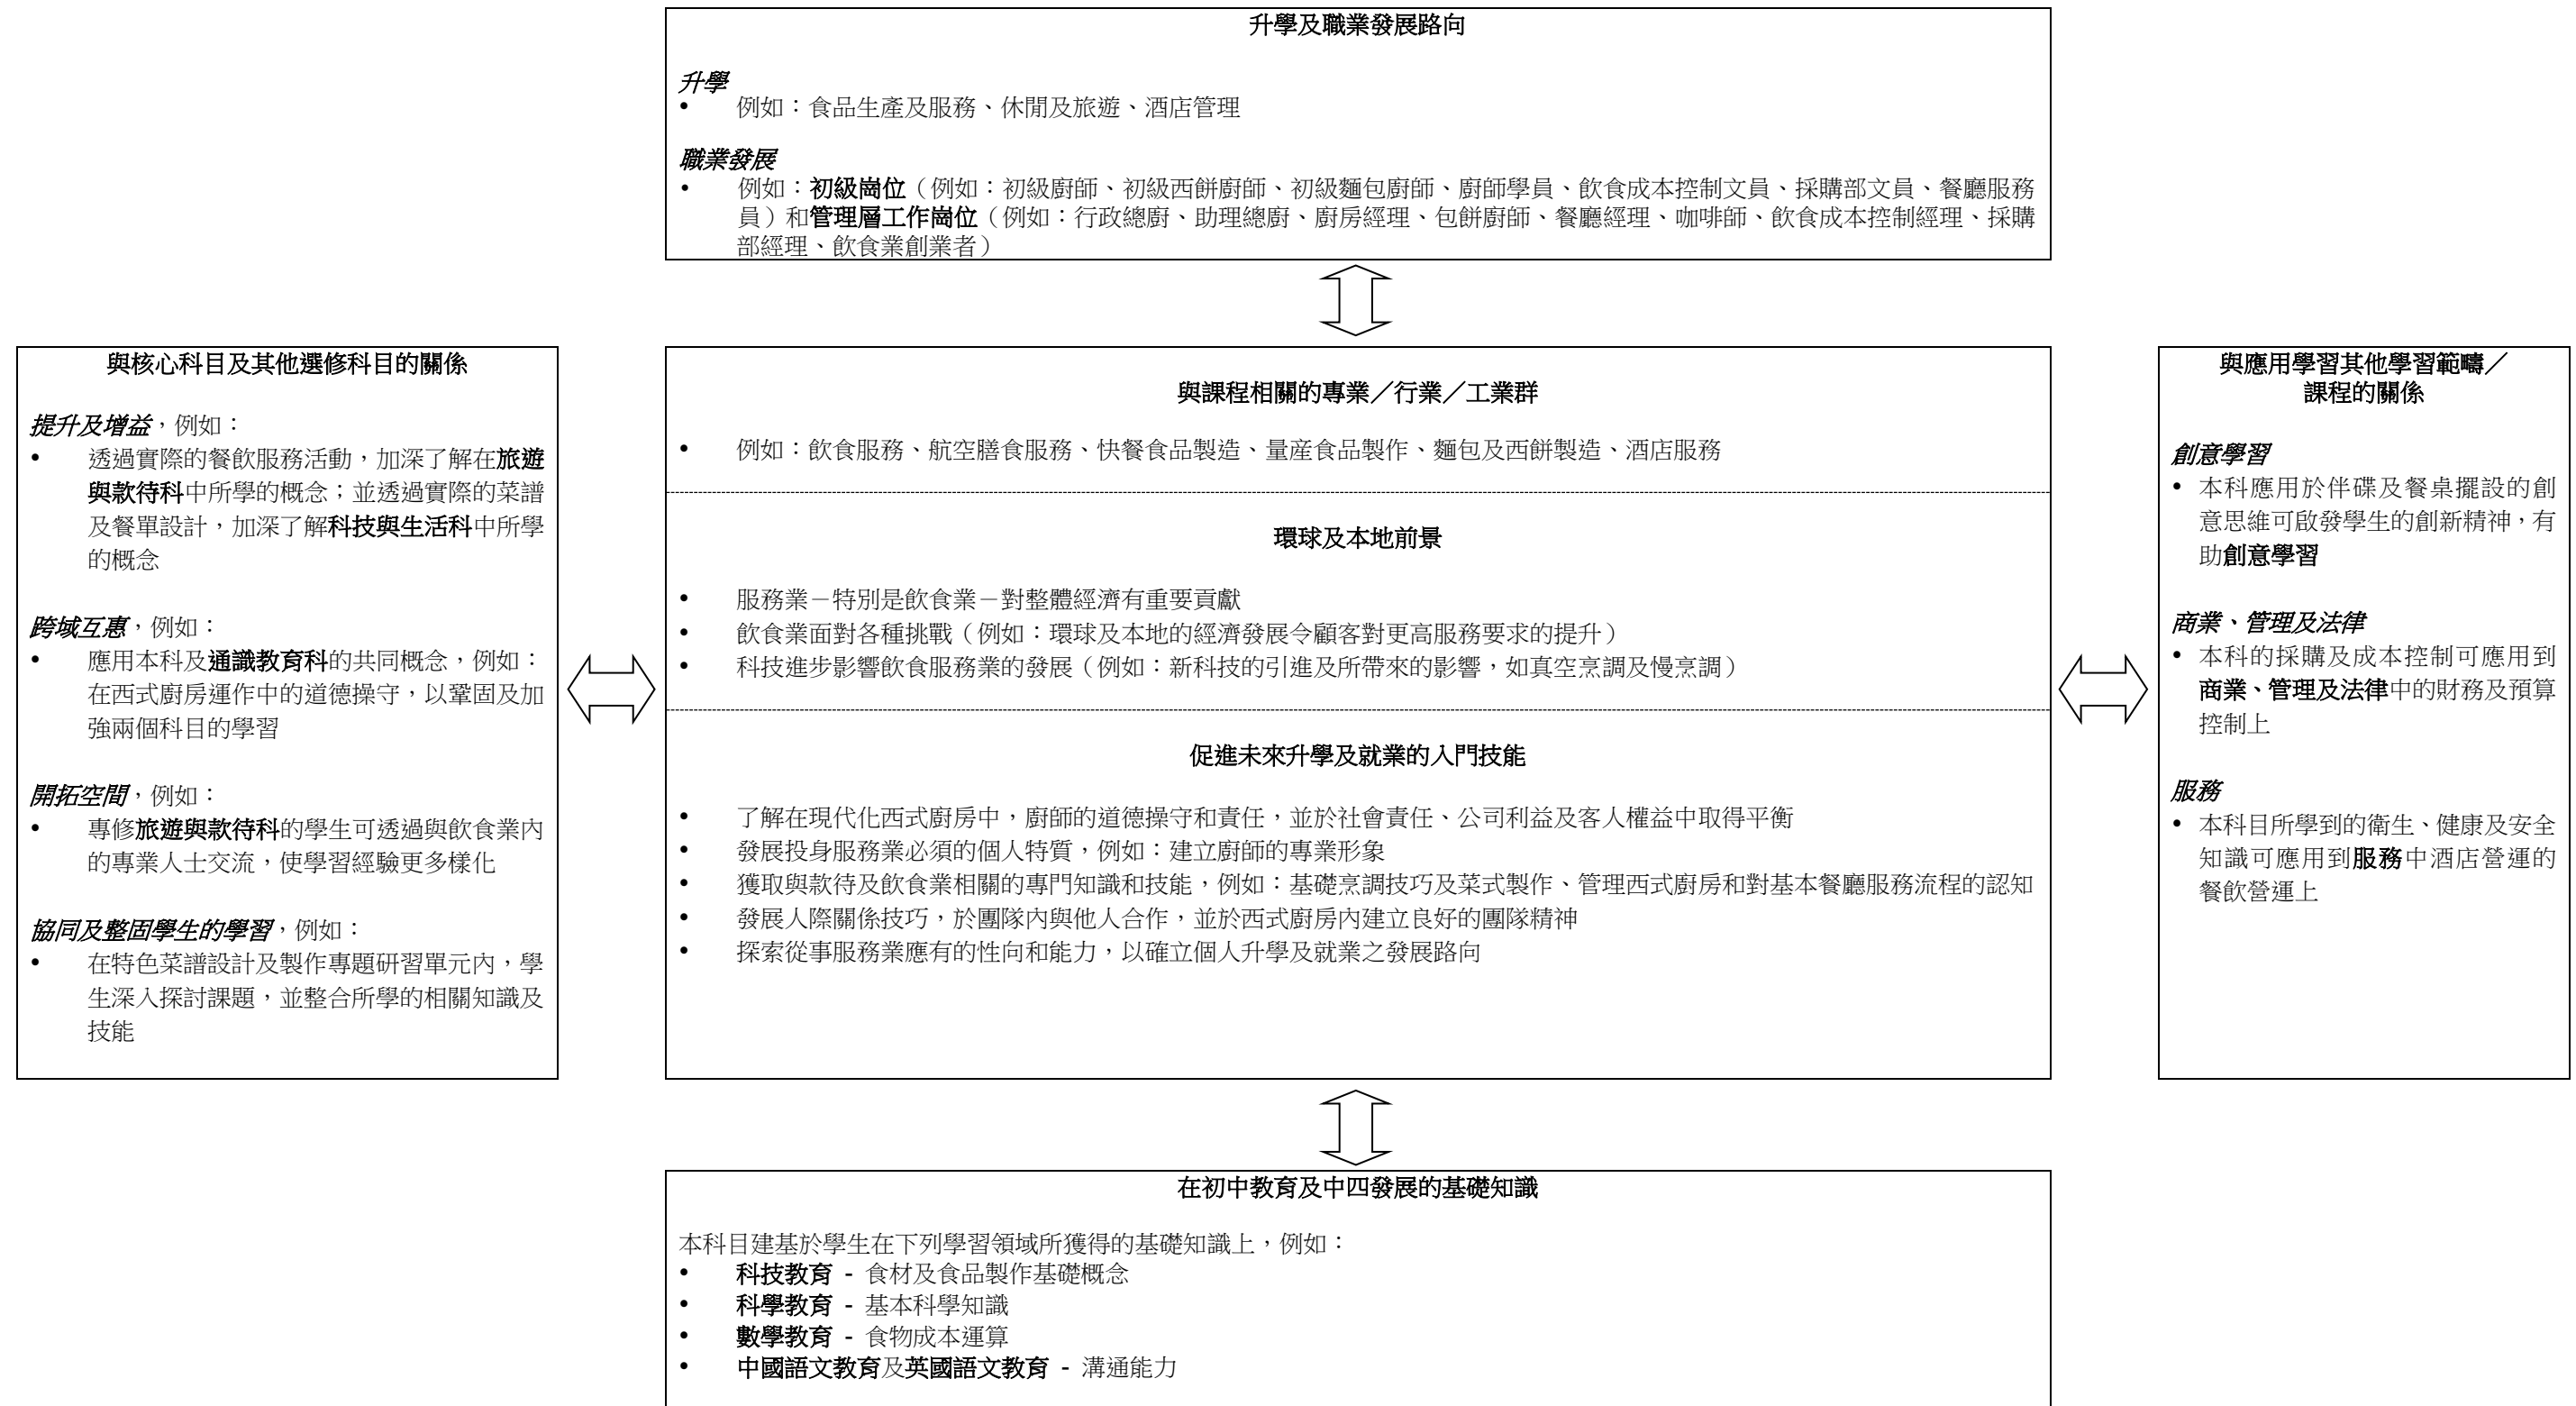 升學及職業發展路向
升學
• 例如：食品生產及服務、休閒及旅遊、酒店管理
職業發展
• 例如：初級崗位（例如：初級廚師、初級西餅廚師、初級麵包廚師、廚師學員、飲食成本控制文員、採購部文員、餐廳服務
員）和管理層工作崗位（例如：行政總廚、助理總廚、廚房經理、包餅廚師、餐廳經理、咖啡師、飲食成本控制經理、採購
部經理、飲食業創業者）
與核心科目及其他選修科目的關係
提升及增益，例如：
• 透過實際的餐飲服務活動，加深了解在旅遊
與款待科中所學的概念；並透過實際的菜譜
及餐單設計，加深了解科技與生活科中所學
的概念
跨域互惠，例如：
• 應用本科及通識教育科的共同概念，例如：
在西式廚房運作中的道德操守，以鞏固及加
強兩個科目的學習
開拓空間，例如：
• 專修旅遊與款待科的學生可透過與飲食業內
的專業人士交流，使學習經驗更多樣化
協同及整固學生的學習，例如：
• 在特色菜譜設計及製作專題研習單元內，學
生深入探討課題，並整合所學的相關知識及
技能
與課程相關的專業／行業／工業群
• 例如：飲食服務、航空膳食服務、快餐食品製造、量産食品製作、麵包及西餅製造、酒店服務
環球及本地前景
• 服務業－特別是飲食業－對整體經濟有重要貢獻
• 飲食業面對各種挑戰（例如：環球及本地的經濟發展令顧客對更高服務要求的提升）
• 科技進步影響飲食服務業的發展（例如：新科技的引進及所帶來的影響，如真空烹調及慢烹調）
促進未來升學及就業的入門技能
• 了解在現代化西式廚房中，廚師的道德操守和責任，並於社會責任、公司利益及客人權益中取得平衡
• 發展投身服務業必須的個人特質，例如：建立廚師的專業形象
• 獲取與款待及飲食業相關的專門知識和技能，例如：基礎烹調技巧及菜式製作、管理西式廚房和對基本餐廳服務流程的認知
• 發展人際關係技巧，於團隊內與他人合作，並於西式廚房內建立良好的團隊精神
• 探索從事服務業應有的性向和能力，以確立個人升學及就業之發展路向
與應用學習其他學習範疇／
課程的關係
創意學習
• 本科應用於伴碟及餐桌擺設的創
意思維可啟發學生的創新精神，有
助創意學習
商業、管理及法律
• 本科的採購及成本控制可應用到
商業、管理及法律中的財務及預算
控制上
服務
• 本科目所學到的衛生、健康及安全
知識可應用到服務中酒店營運的
餐飲營運上
在初中教育及中四發展的基礎知識
本科目建基於學生在下列學習領域所獲得的基礎知識上，例如：
• 科技教育 - 食材及食品製作基礎概念
• 科學教育 - 基本科學知識
• 數學教育 - 食物成本運算
• 中國語文教育及英國語文教育 - 溝通能力